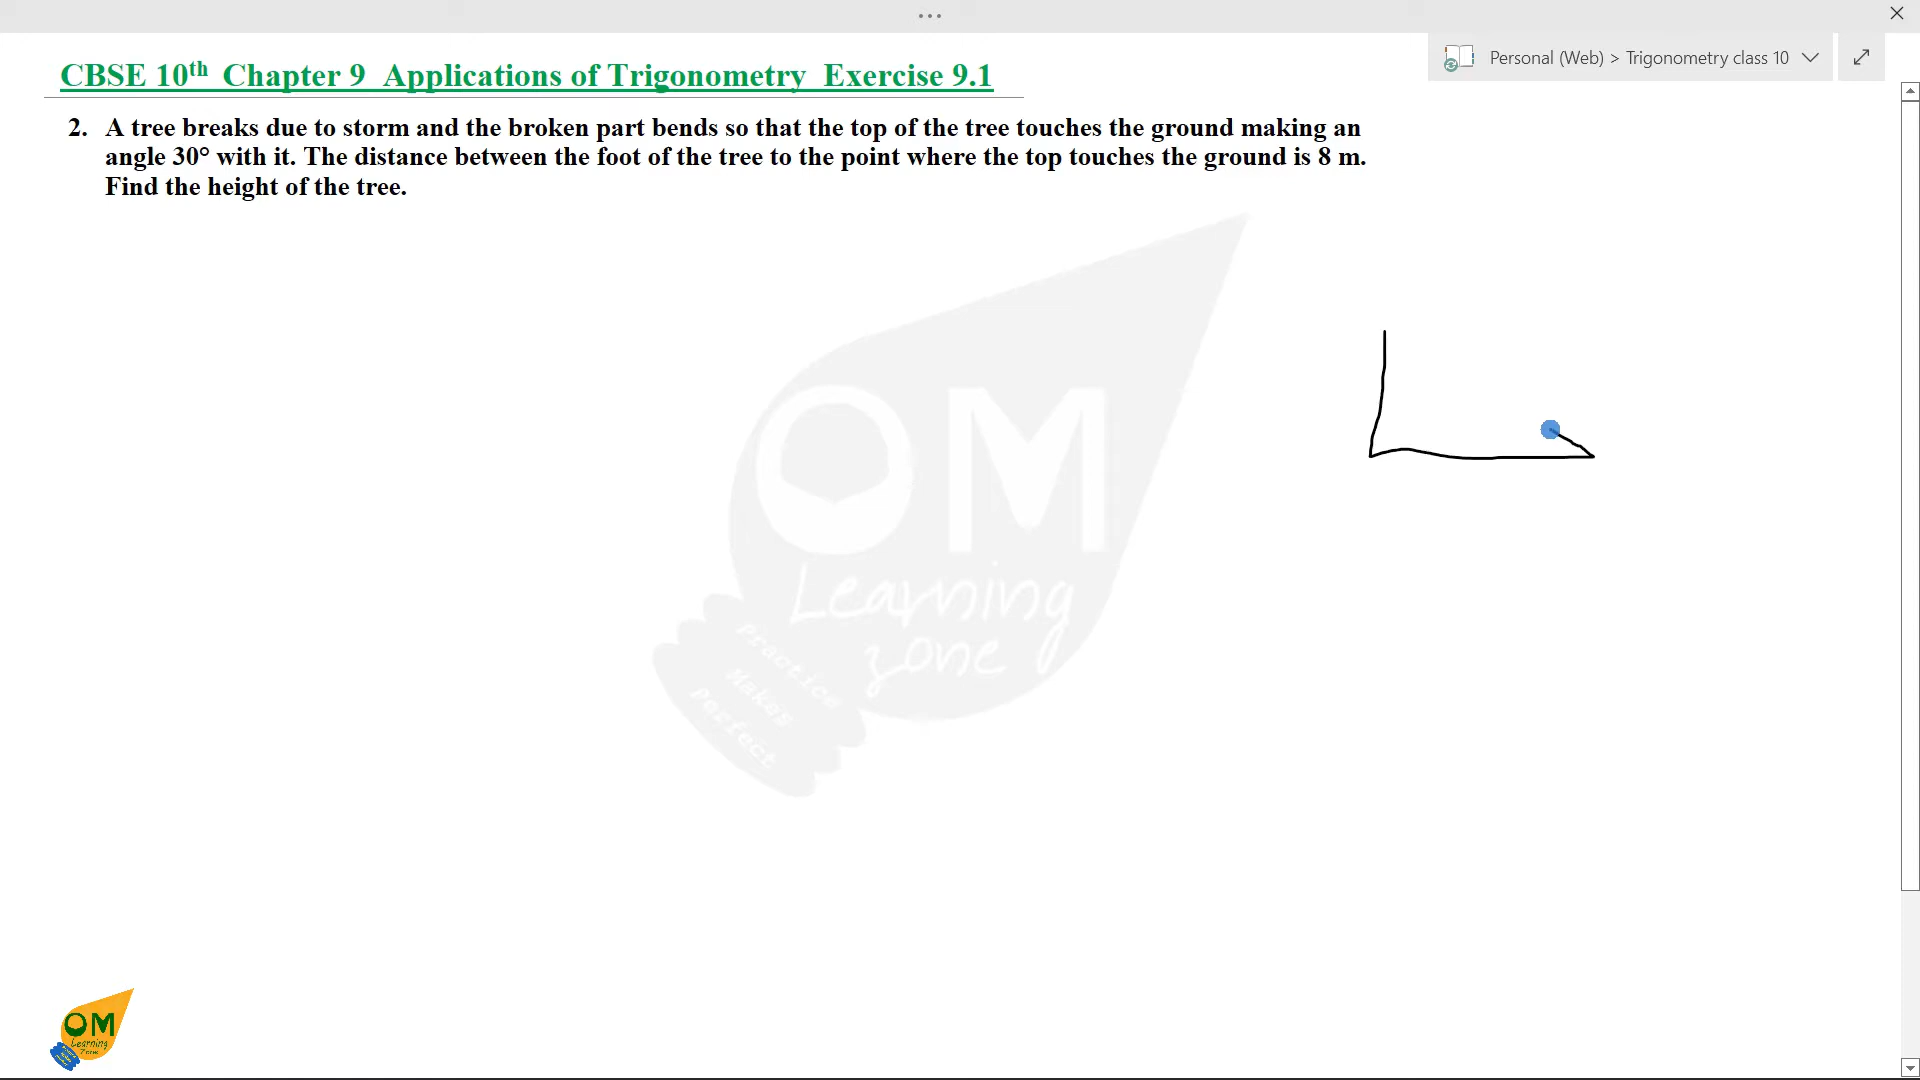 Personal (Web) > Trigonometry class 10
CBSE 10th Chapter 9 Applications of Trigonometry Exercise 9.1
2. A tree breaks due to storm and the broken part bends so that the top of the tree touches the ground making an
angle 30° with it. The distance between the foot of the tree to the point where the top touches the ground is 8 m.
Find the height of the tree.
OM
Learning
zone
Practice
Makes
Perfect
OM
Learning
Zone